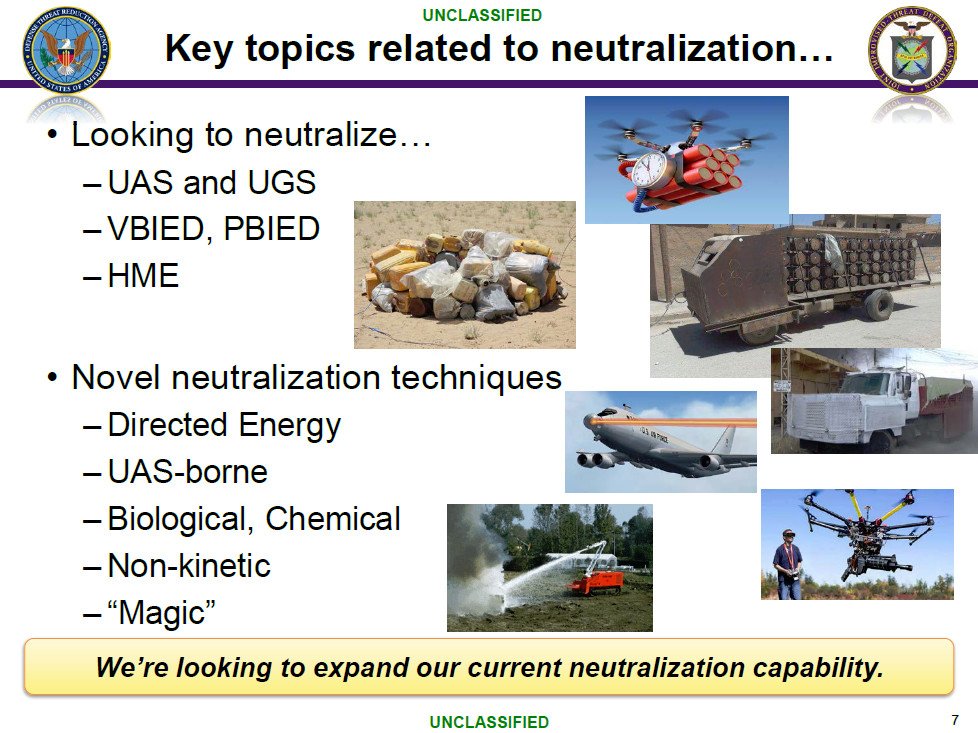 UNCLASSIFIED
Key topics related to neutralization…
DEFENSE THREAT REDUCTION AGENCY
UNITED STATES OF AMERICA
JOINT IMPROVISED THREAT DEFEAT ORGANIZATION
• Looking to neutralize…
– UAS and UGS
– VBIED, PBIED
– HME
• Novel neutralization techniques
– Directed Energy
– UAS-borne
– Biological, Chemical
– Non-kinetic
– “Magic”
U.S. AIR FORCE
We’re looking to expand our current neutralization capability.
UNCLASSIFIED
7